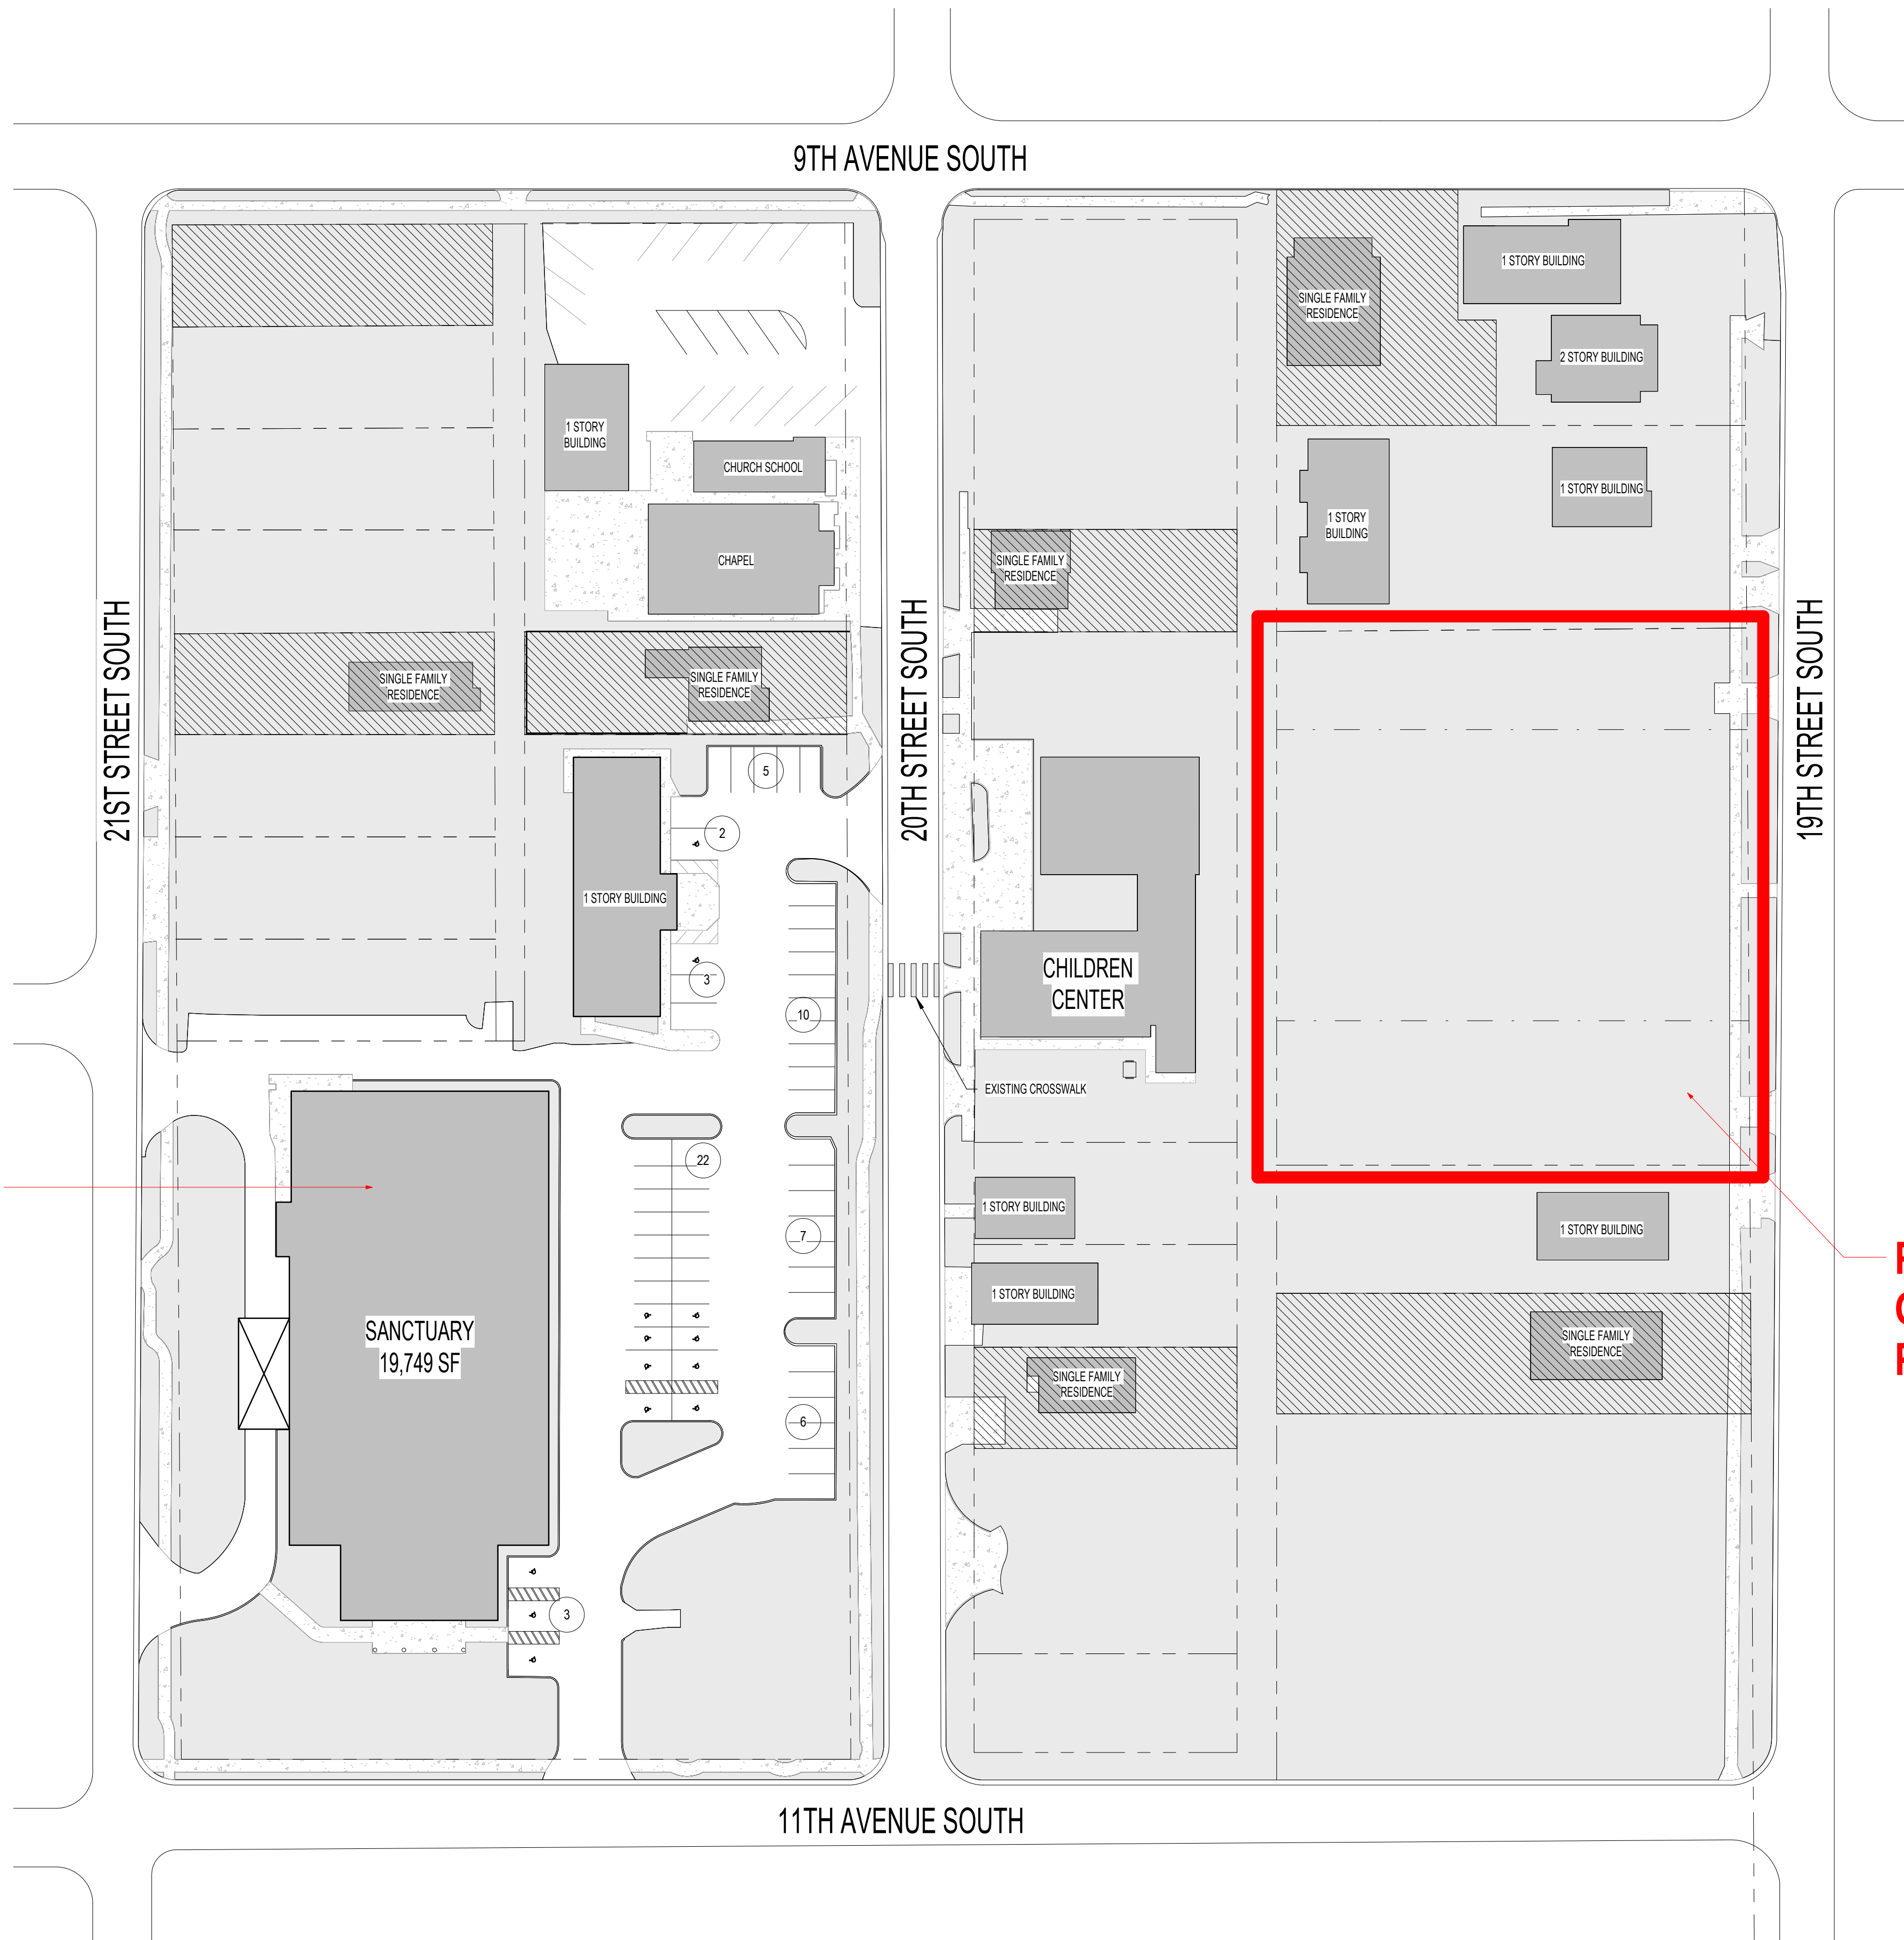 9TH AVENUE SOUTH
1 STORY BUILDING
SINGLE FAMILY
RESIDENCE
2 STORY BUILDING
1 STORY
BUILDING
CHURCH SCHOOL
1 STORY BUILDING
1 STORY
BUILDING
CHAPEL
SINGLE FAMILY
RESIDENCE
21ST STREET SOUTH
20TH STREET SOUTH
19TH STREET SOUTH
SINGLE FAMILY
RESIDENCE
SINGLE FAMILY
RESIDENCE
5
2
1 STORY BUILDING
3
10
CHILDREN
CENTER
EXISTING CROSSWALK
22
1 STORY BUILDING
7
1 STORY BUILDING
1 STORY BUILDING
SANCTUARY
19,749 SF
SINGLE FAMILY
RESIDENCE
SINGLE FAMILY
RESIDENCE
6
3
11TH AVENUE SOUTH